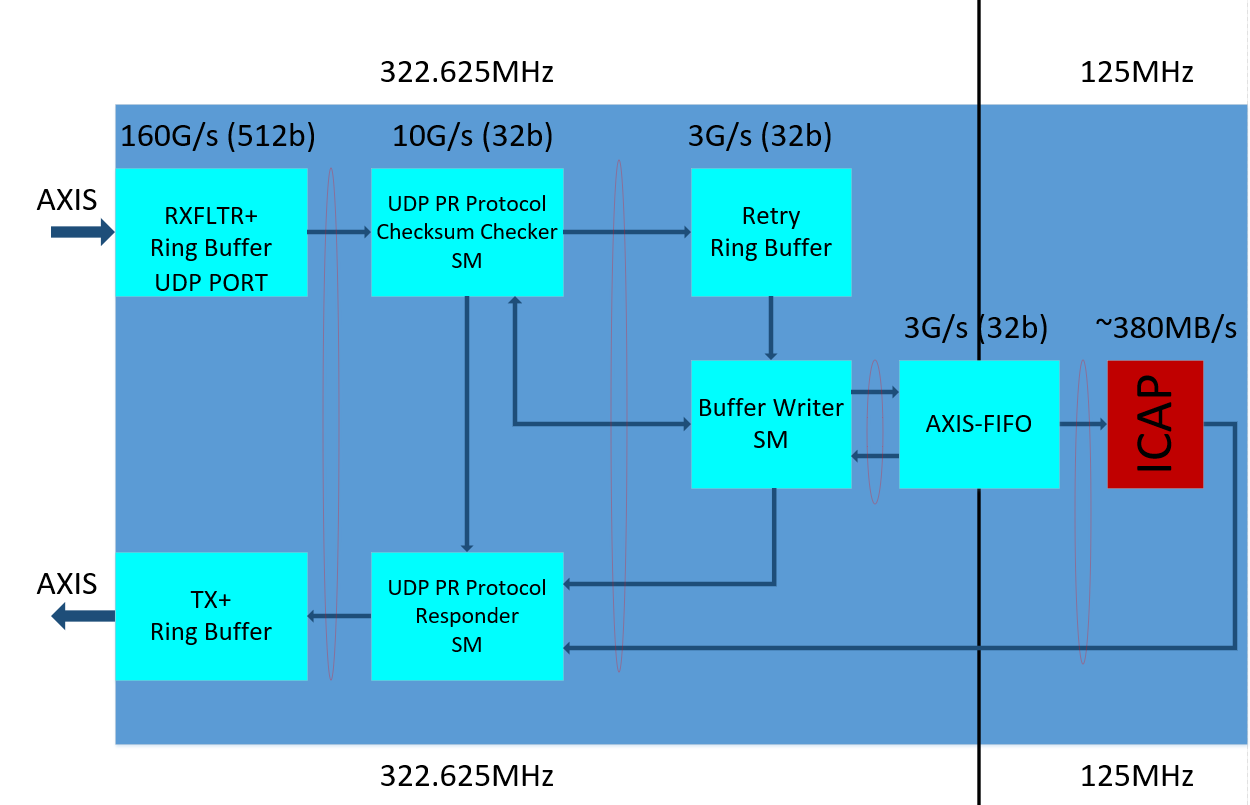 322.625MHz
125MHz
160G/s (512b)
10G/s (32b)
3G/s (32b)
AXIS
RXFLTR+
Ring Buffer
UDP PORT
UDP PR Protocol
Checksum Checker
SM
Retry
Ring Buffer
3G/s (32b)
~380MB/s
Buffer Writer
SM
AXIS-FIFO
ICAP
AXIS
TX+
Ring Buffer
UDP PR Protocol
Responder
SM
322.625MHz
125MHz